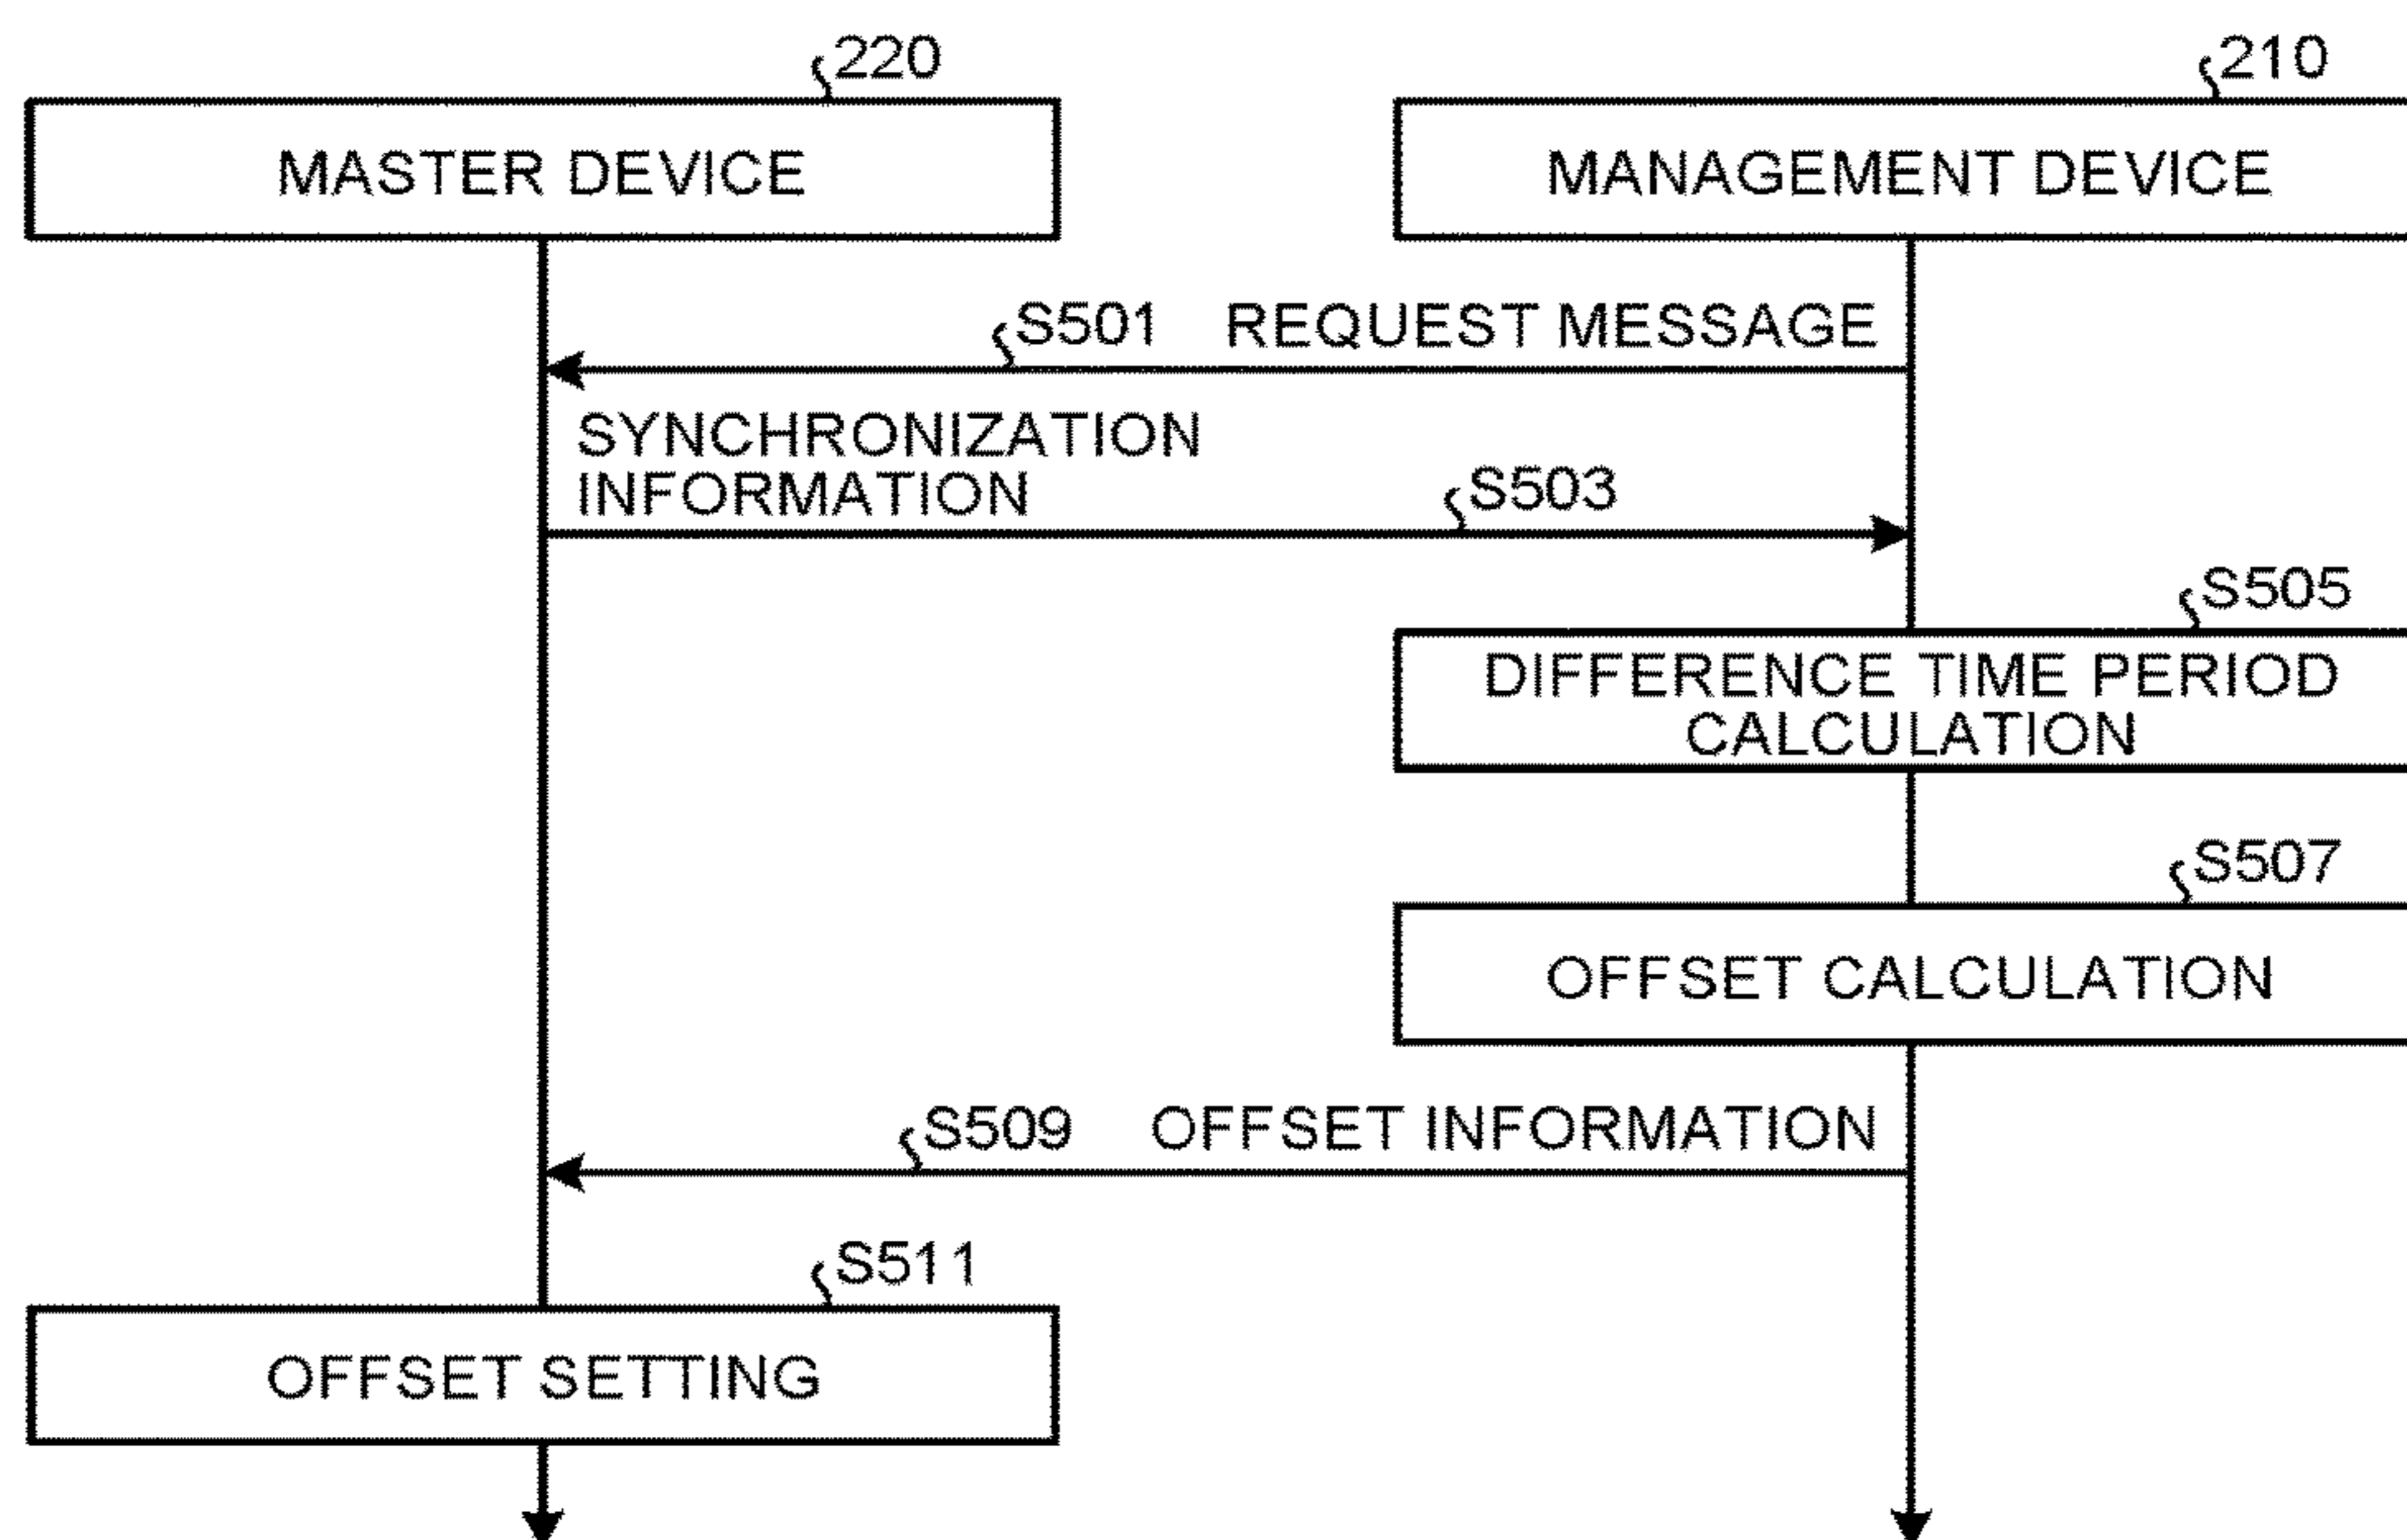 220
210
MASTER DEVICE
MANAGEMENT DEVICE
S501 REQUEST MESSAGE
SYNCHRONIZATION
INFORMATION
S503
S505
DIFFERENCE TIME PERIOD
CALCULATION
S507
OFFSET CALCULATION
S509 OFFSET INFORMATION
S511
OFFSET SETTING